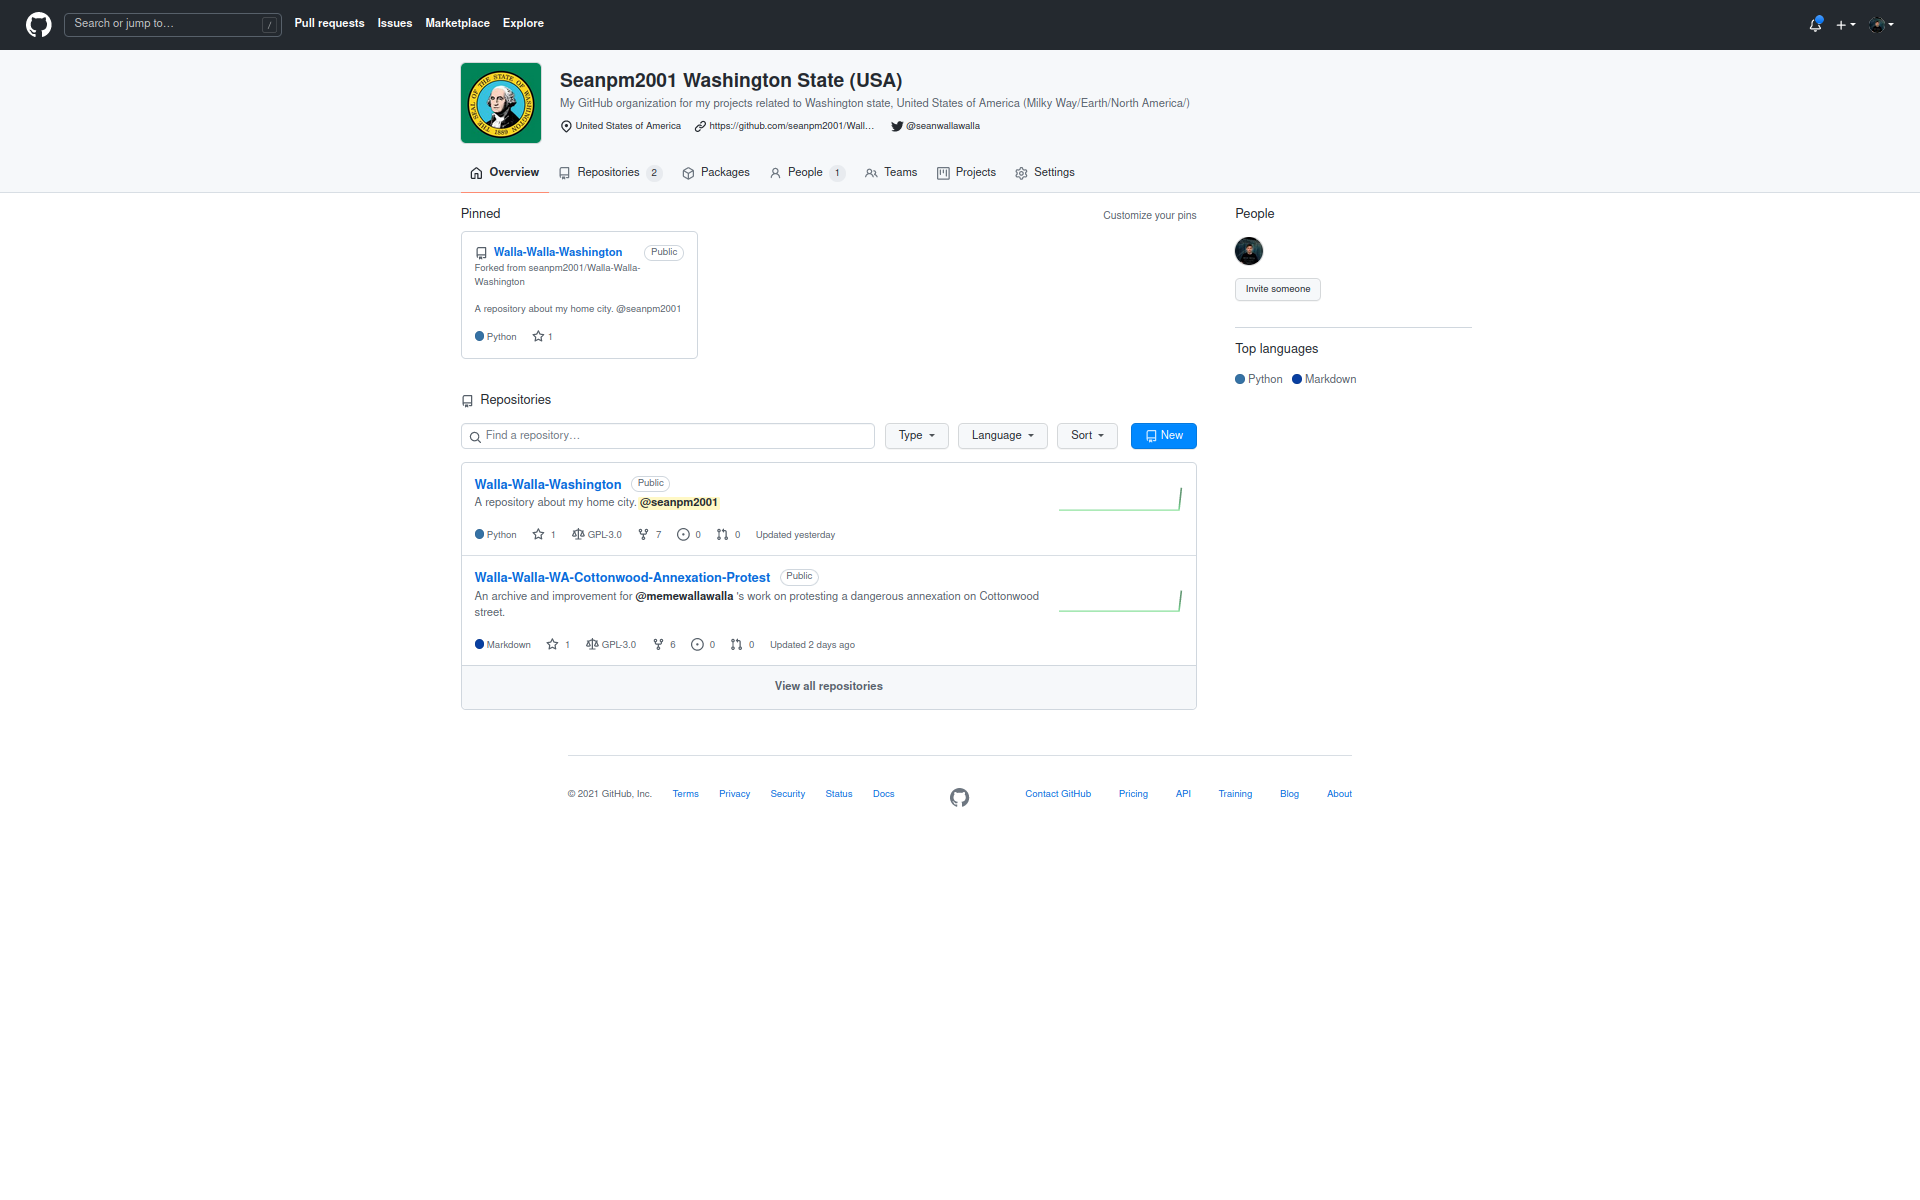 Search or jump to… /
Pull requests Issues Marketplace Explore
Seanpm2001 Washington State (USA)
My GitHub organization for my projects related to Washington state, United States of America (Milky Way/Earth/North America/)
United States of America https://github.com/seanpm2001/Wall… @seanwallawalla
THE SEAL OF THE STATE OF WASHINGTON 1889
Overview Repositories 2 Packages People 1 Teams Projects Settings
Pinned
Customize your pins
Walla-Walla-Washington Public
Forked from seanpm2001/Walla-Walla-
Washington
A repository about my home city. @seanpm2001
Python 1
People
Invite someone
Top languages
Python Markdown
Repositories
Find a repository…
Type Language Sort New
Walla-Walla-Washington Public
A repository about my home city. @seanpm2001
Python 1 GPL-3.0 7 0 0 Updated yesterday
Walla-Walla-WA-Cottonwood-Annexation-Protest Public
An archive and improvement for @memewallawalla 's work on protesting a dangerous annexation on Cottonwood
street.
Markdown 1 GPL-3.0 6 0 0 Updated 2 days ago
View all repositories
© 2021 GitHub, Inc. Terms Privacy Security Status Docs Contact GitHub Pricing API Training Blog About